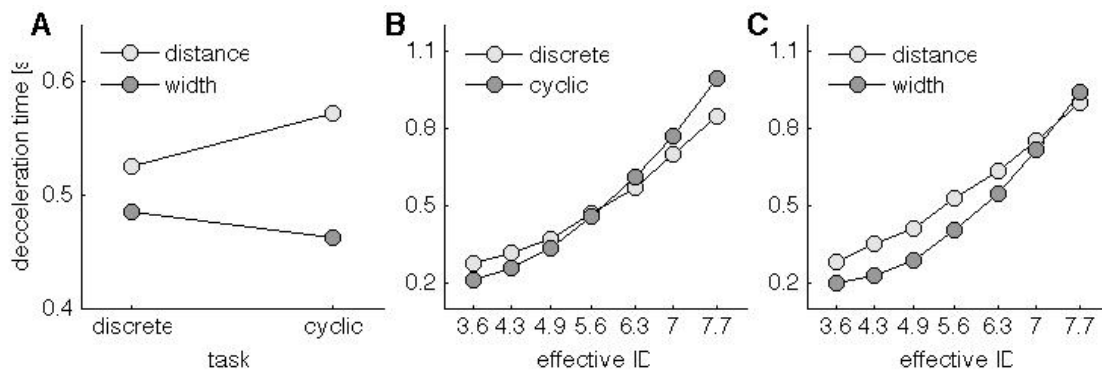 A
distance
width
decceleration time [s
0.6
0.5
0.4
discrete cyclic
task
B
discrete
cyclic
1.1
0.8
0.5
0.2
3.6 4.3 4.9 5.6 6.3 7 7.7
effective ID
C
distance
width
1.1
0.8
0.5
0.2
3.6 4.3 4.9 5.6 6.3 7 7.7
effective ID